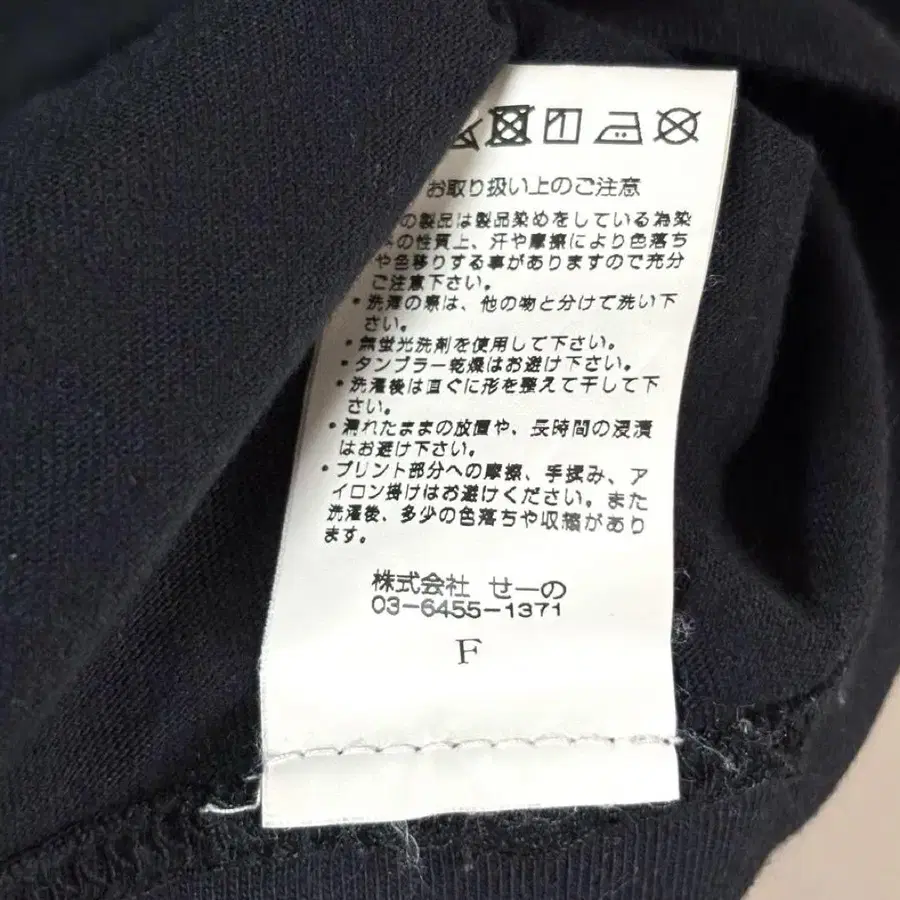 お取り扱い上のご注意
の製品は製品染めをしている為染
の性質上、汗や摩擦により色落ち
や色移りする事がありますので充分
ご注意下さい。
・洗濯の際は、他の物と分けて洗い下
さい。
・無蛍光洗剤を使用して下さい。
・タンブラー乾燥はお避け下さい。
・洗濯後は直ぐに形を整えて干して下
さい。
・濡れたままの放置や、長時間の浸漬
はお避け下さい。
・プリント部分への摩擦、手揉み、ア
イロン掛けはお避けください。また
洗濯後、多少の色落ちや収縮があり
ます。
株式会社 せーの
03-6455-1371
F